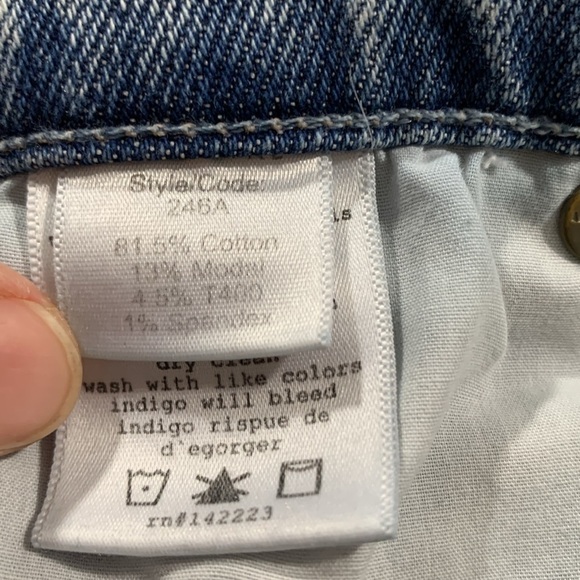 Style Code:
246A
81.5% Cotton
13% Modal
4.5% T400
1% Spandex
dry clean
wash with like colors
indigo will bleed
indigo rispue de
d`egorger
rn#142223